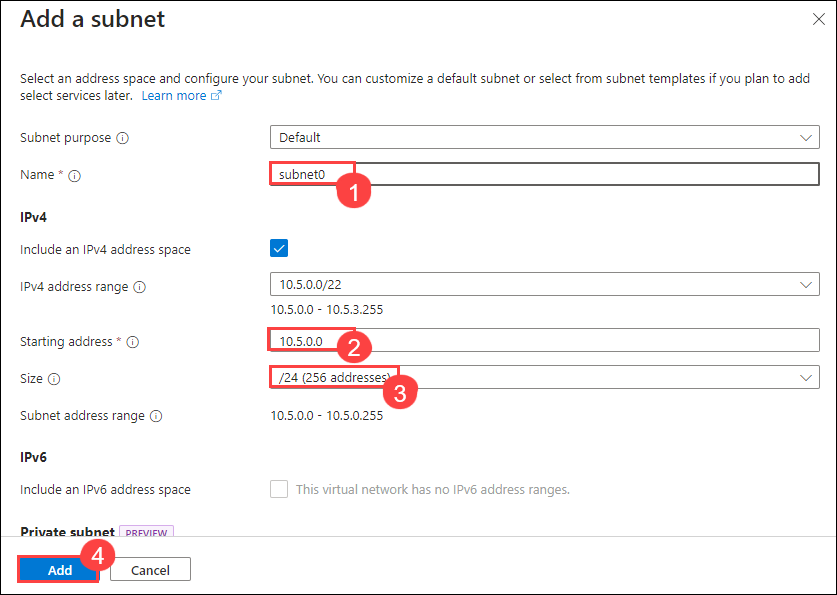 Add a subnet
Select an address space and configure your subnet. You can customize a default subnet or select from subnet templates if you plan to add
select services later. Learn more
Subnet purpose
Default
Name *
subnet0
1
IPv4
Include an IPv4 address space
IPv4 address range
10.5.0.0/22
10.5.0.0 - 10.5.3.255
Starting address *
10.5.0.0
2
Size
/24 (256 addresses)
3
Subnet address range
10.5.0.0 - 10.5.0.255
IPv6
Include an IPv6 address space
This virtual network has no IPv6 address ranges.
Private subnet PREVIEW
4
Add
Cancel